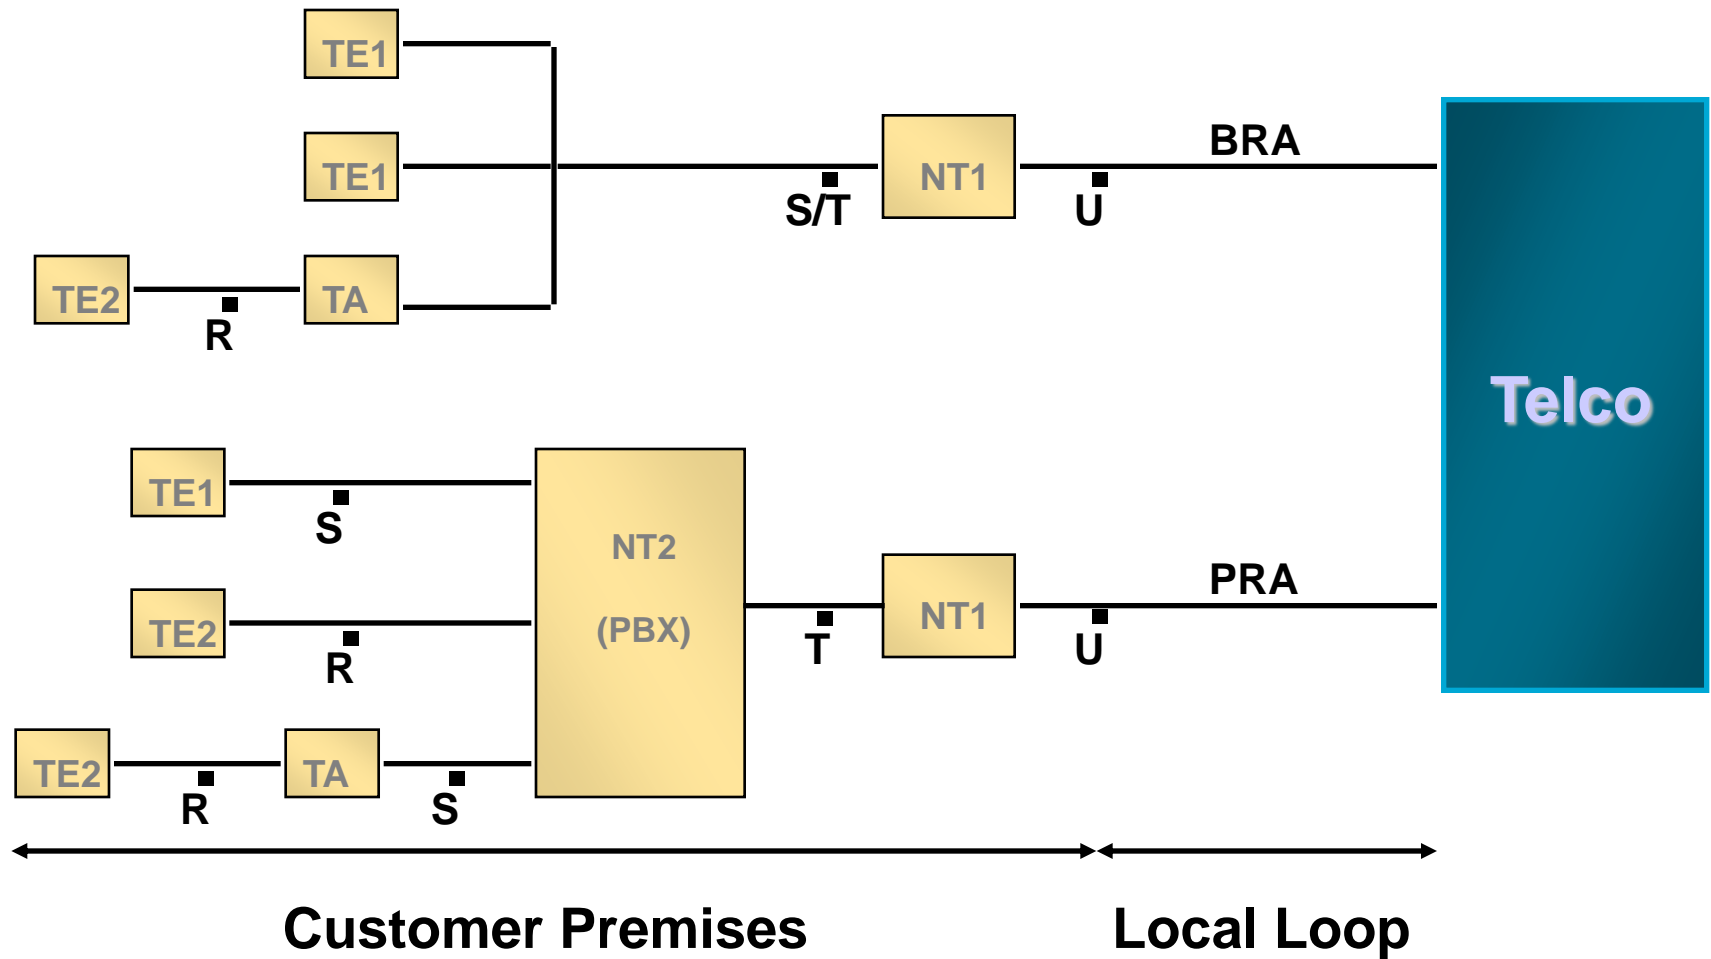 TE1
BRA
TE1
NT1
S/T
U
TE2
TA
R
Telco
TE1
S
NT2
PRA
TE2
(PBX)
NT1
R
T
U
TE2
TA
R
S
Customer Premises
Local Loop